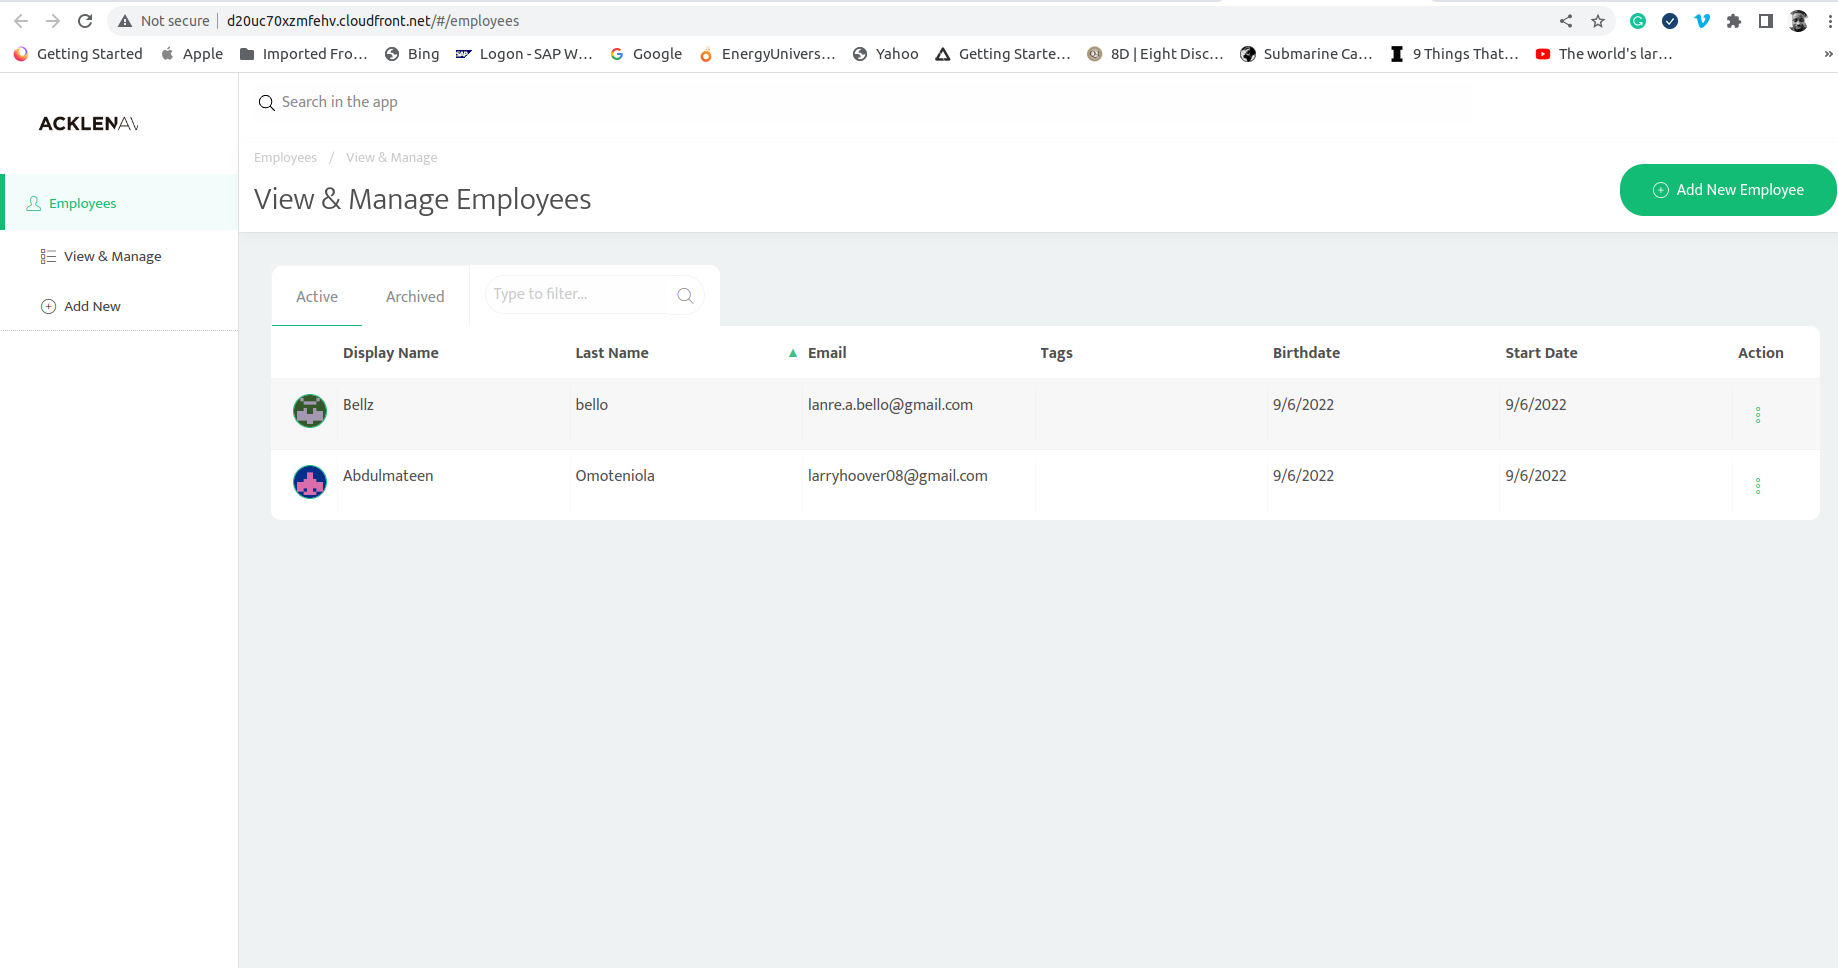 Not secure d20uc70xzmfehv.cloudfront.net/#/employees
Getting Started Apple Imported Fro... Bing Logon - SAP W... Google EnergyUnivers... Yahoo Getting Starte... 8D | Eight Disc... Submarine Ca... 9 Things That... The world's lar... »
Search in the app
ACKLENAV
Employees / View & Manage
View & Manage Employees
Add New Employee
Employees
View & Manage
Add New
Active Archived Type to filter...
Display Name Last Name Email Tags Birthdate Start Date Action
Bellz bello lanre.a.bello@gmail.com 9/6/2022 9/6/2022
Abdulmateen Omoteniola larryhoover08@gmail.com 9/6/2022 9/6/2022